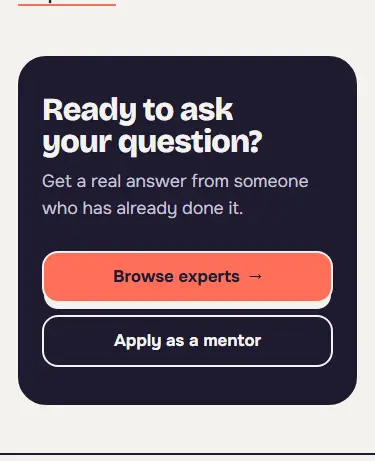 Ready to ask
your question?
Get a real answer from someone
who has already done it.
Browse experts →
Apply as a mentor